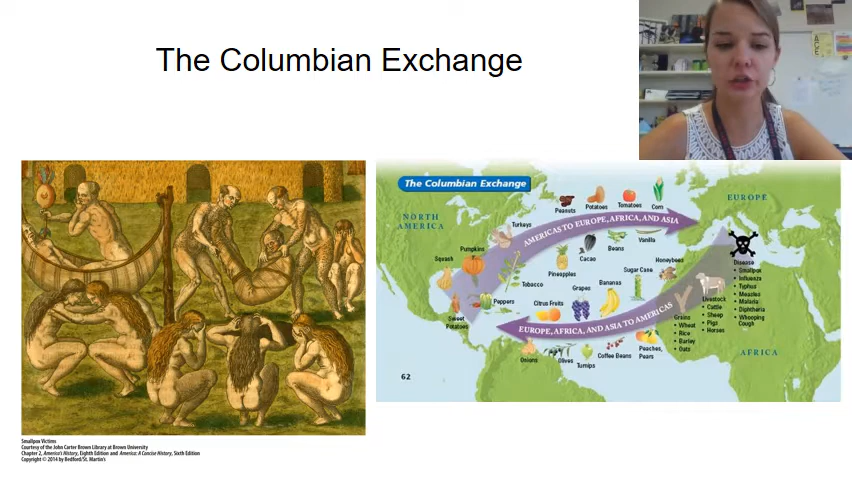 The Columbian Exchange
Smallpox Victims
Courtesy of the John Carter Brown Library at Brown University
Chapter 2, America's History, Eighth Edition and America: A Concise History, Sixth Edition
Copyright © 2014 by Bedford/St. Martin's
The Columbian Exchange
NORTH
AMERICA
EUROPE
AFRICA
AMERICAS TO EUROPE, AFRICA, AND ASIA
Peanuts
Potatoes
Tomatoes
Corn
Turkeys
Pumpkins
Squash
Tobacco
Pineapples
Cacao
Beans
Vanilla
Peppers
Sweet
Potatoes
EUROPE, AFRICA, AND ASIA TO AMERICAS
Citrus Fruits
Grapes
Bananas
Sugar Cane
Honeybees
Onions
Olives
Turnips
Coffee Beans
Peaches,
Pears
Grains
• Wheat
• Rice
• Barley
• Oats
Livestock
• Cattle
• Sheep
• Pigs
• Horses
Disease
• Smallpox
• Influenza
• Typhus
• Measles
• Malaria
• Diphtheria
• Whooping
Cough
62